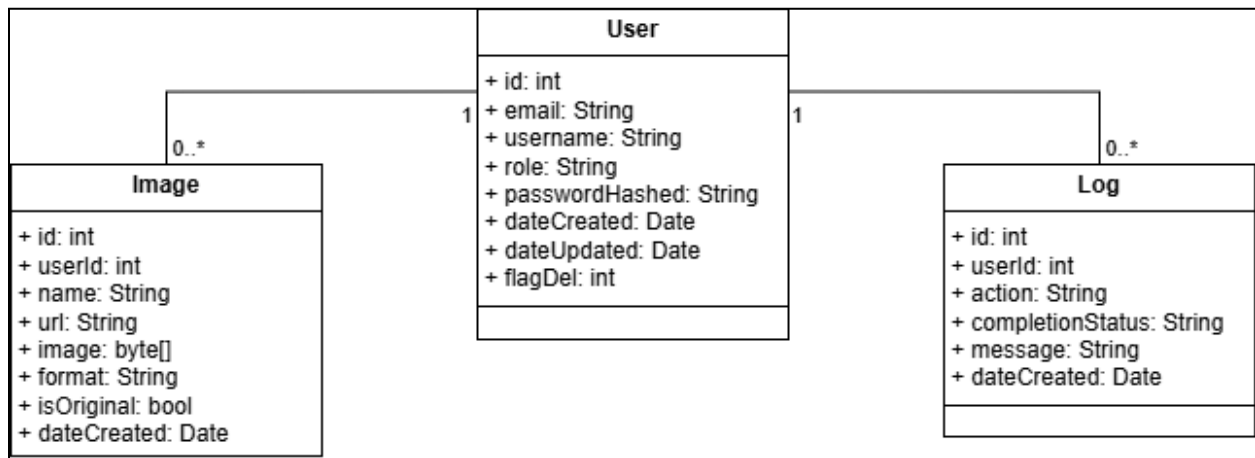 User
+ id: int
+ email: String
+ username: String
+ role: String
+ passwordHashed: String
+ dateCreated: Date
+ dateUpdated: Date
+ flagDel: int
1
1
0..*
0..*
Image
+ id: int
+ userId: int
+ name: String
+ url: String
+ image: byte[]
+ format: String
+ isOriginal: bool
+ dateCreated: Date
Log
+ id: int
+ userId: int
+ action: String
+ completionStatus: String
+ message: String
+ dateCreated: Date